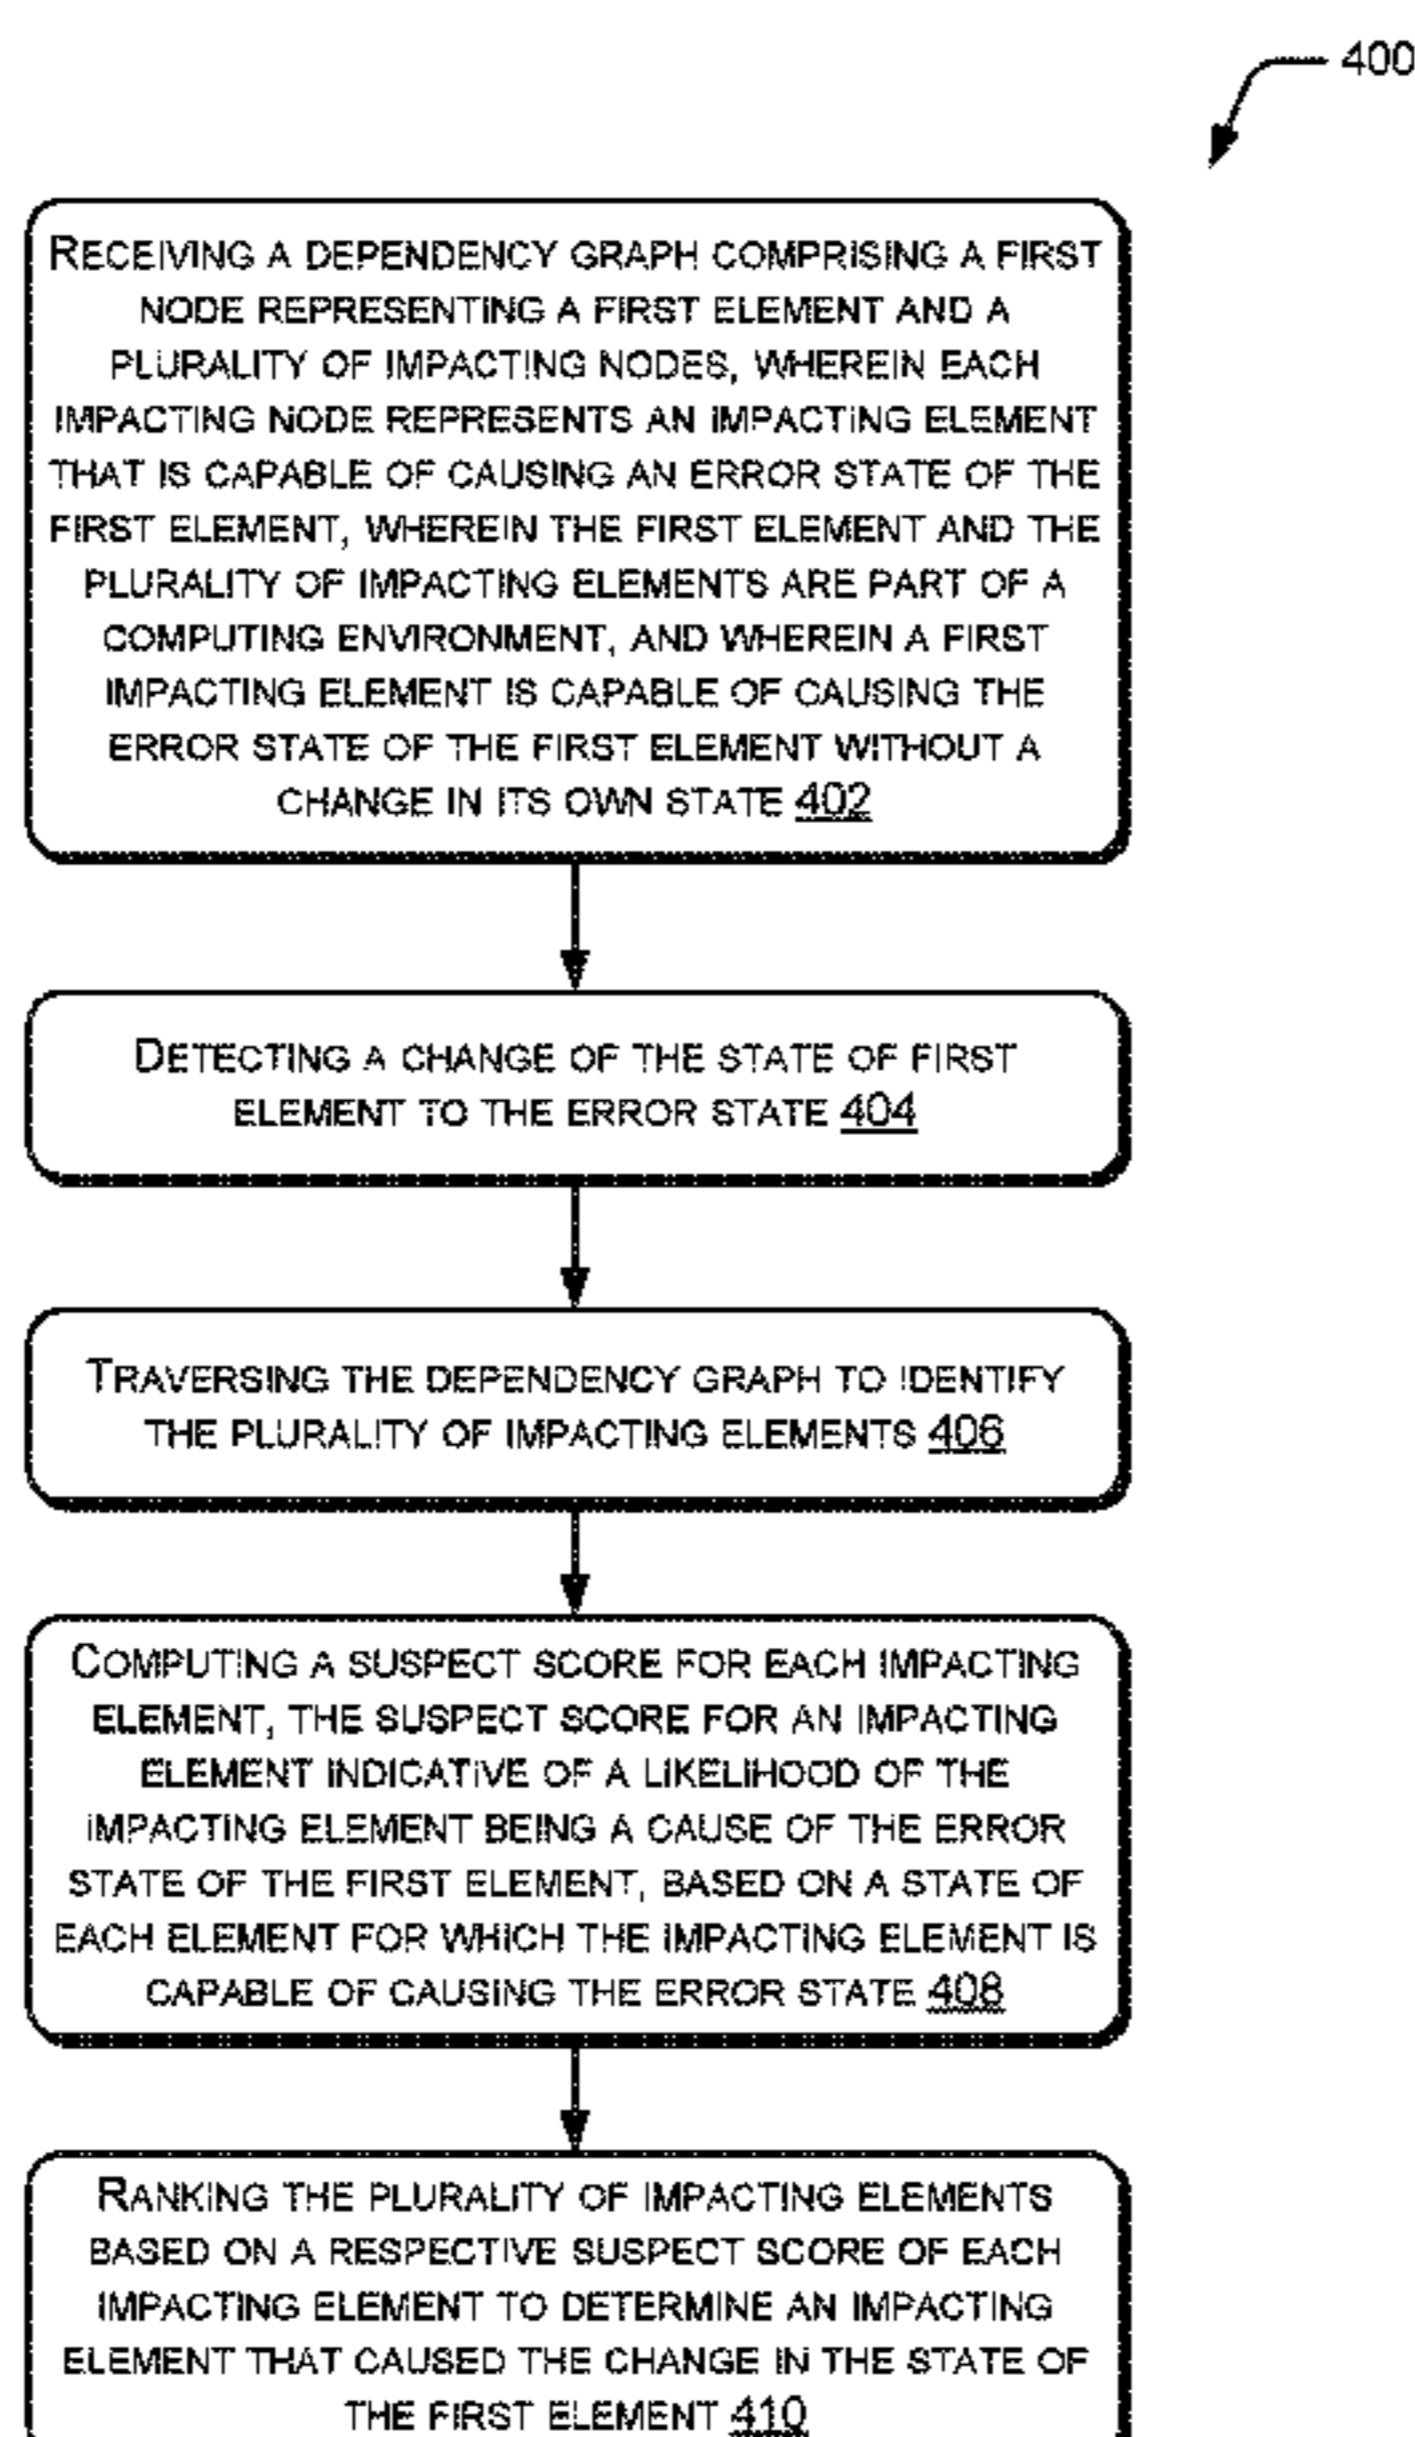 400
RECEIVING A DEPENDENCY GRAPH COMPRISING A FIRST
NODE REPRESENTING A FIRST ELEMENT AND A
PLURALITY OF IMPACTING NODES, WHEREIN EACH
IMPACTING NODE REPRESENTS AN IMPACTING ELEMENT
THAT IS CAPABLE OF CAUSING AN ERROR STATE OF THE
FIRST ELEMENT, WHEREIN THE FIRST ELEMENT AND THE
PLURALITY OF IMPACTING ELEMENTS ARE PART OF A
COMPUTING ENVIRONMENT, AND WHEREIN A FIRST
IMPACTING ELEMENT IS CAPABLE OF CAUSING THE
ERROR STATE OF THE FIRST ELEMENT WITHOUT A
CHANGE IN ITS OWN STATE 402
DETECTING A CHANGE OF THE STATE OF FIRST
ELEMENT TO THE ERROR STATE 404
TRAVERSING THE DEPENDENCY GRAPH TO IDENTIFY
THE PLURALITY OF IMPACTING ELEMENTS 406
COMPUTING A SUSPECT SCORE FOR EACH IMPACTING
ELEMENT, THE SUSPECT SCORE FOR AN IMPACTING
ELEMENT INDICATIVE OF A LIKELIHOOD OF THE
IMPACTING ELEMENT BEING A CAUSE OF THE ERROR
STATE OF THE FIRST ELEMENT, BASED ON A STATE OF
EACH ELEMENT FOR WHICH THE IMPACTING ELEMENT IS
CAPABLE OF CAUSING THE ERROR STATE 408
RANKING THE PLURALITY OF IMPACTING ELEMENTS
BASED ON A RESPECTIVE SUSPECT SCORE OF EACH
IMPACTING ELEMENT TO DETERMINE AN IMPACTING
ELEMENT THAT CAUSED THE CHANGE IN THE STATE OF
THE FIRST ELEMENT 410